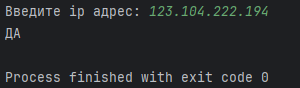 Введите ip адрес: 123.104.222.194
ДА
Process finished with exit code 0